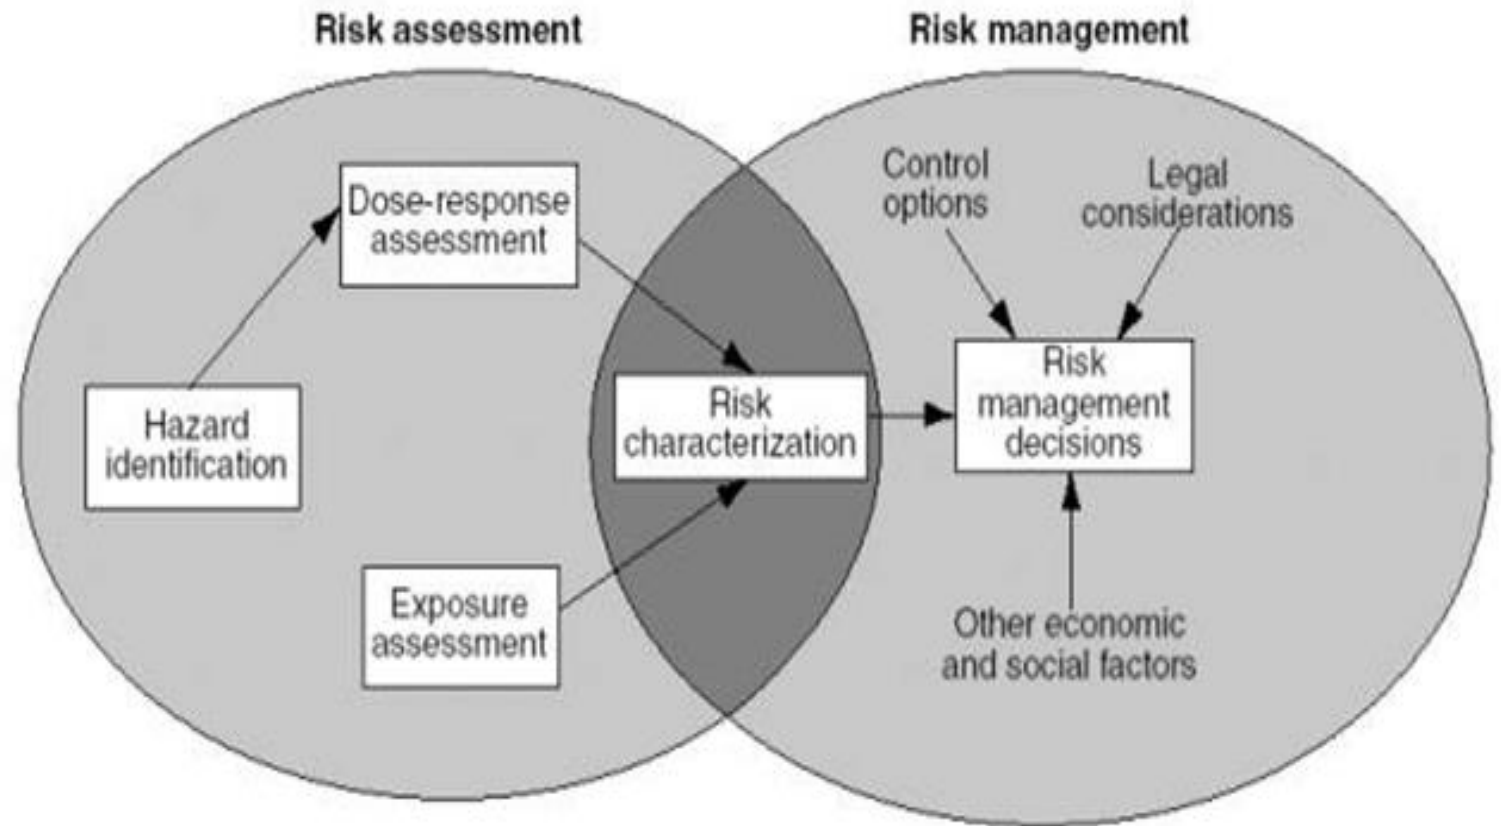 Risk assessment
Risk management
Dose-response
assessment
Control
options
Legal
considerations
Hazard
identification
Risk
characterization
Risk
management
decisions
Exposure
assessment
Other economic
and social factors